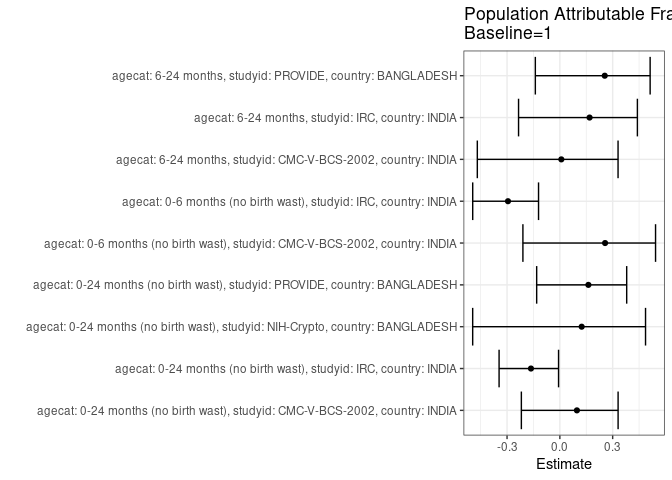 Population Attributable Fra
Baseline=1
agecat: 6-24 months, studyid: PROVIDE, country: BANGLADESH
agecat: 6-24 months, studyid: IRC, country: INDIA
agecat: 6-24 months, studyid: CMC-V-BCS-2002, country: INDIA
agecat: 0-6 months (no birth wast), studyid: IRC, country: INDIA
agecat: 0-6 months (no birth wast), studyid: CMC-V-BCS-2002, country: INDIA
agecat: 0-24 months (no birth wast), studyid: PROVIDE, country: BANGLADESH
agecat: 0-24 months (no birth wast), studyid: NIH-Crypto, country: BANGLADESH
agecat: 0-24 months (no birth wast), studyid: IRC, country: INDIA
agecat: 0-24 months (no birth wast), studyid: CMC-V-BCS-2002, country: INDIA
-0.3 0.0 0.3
Estimate